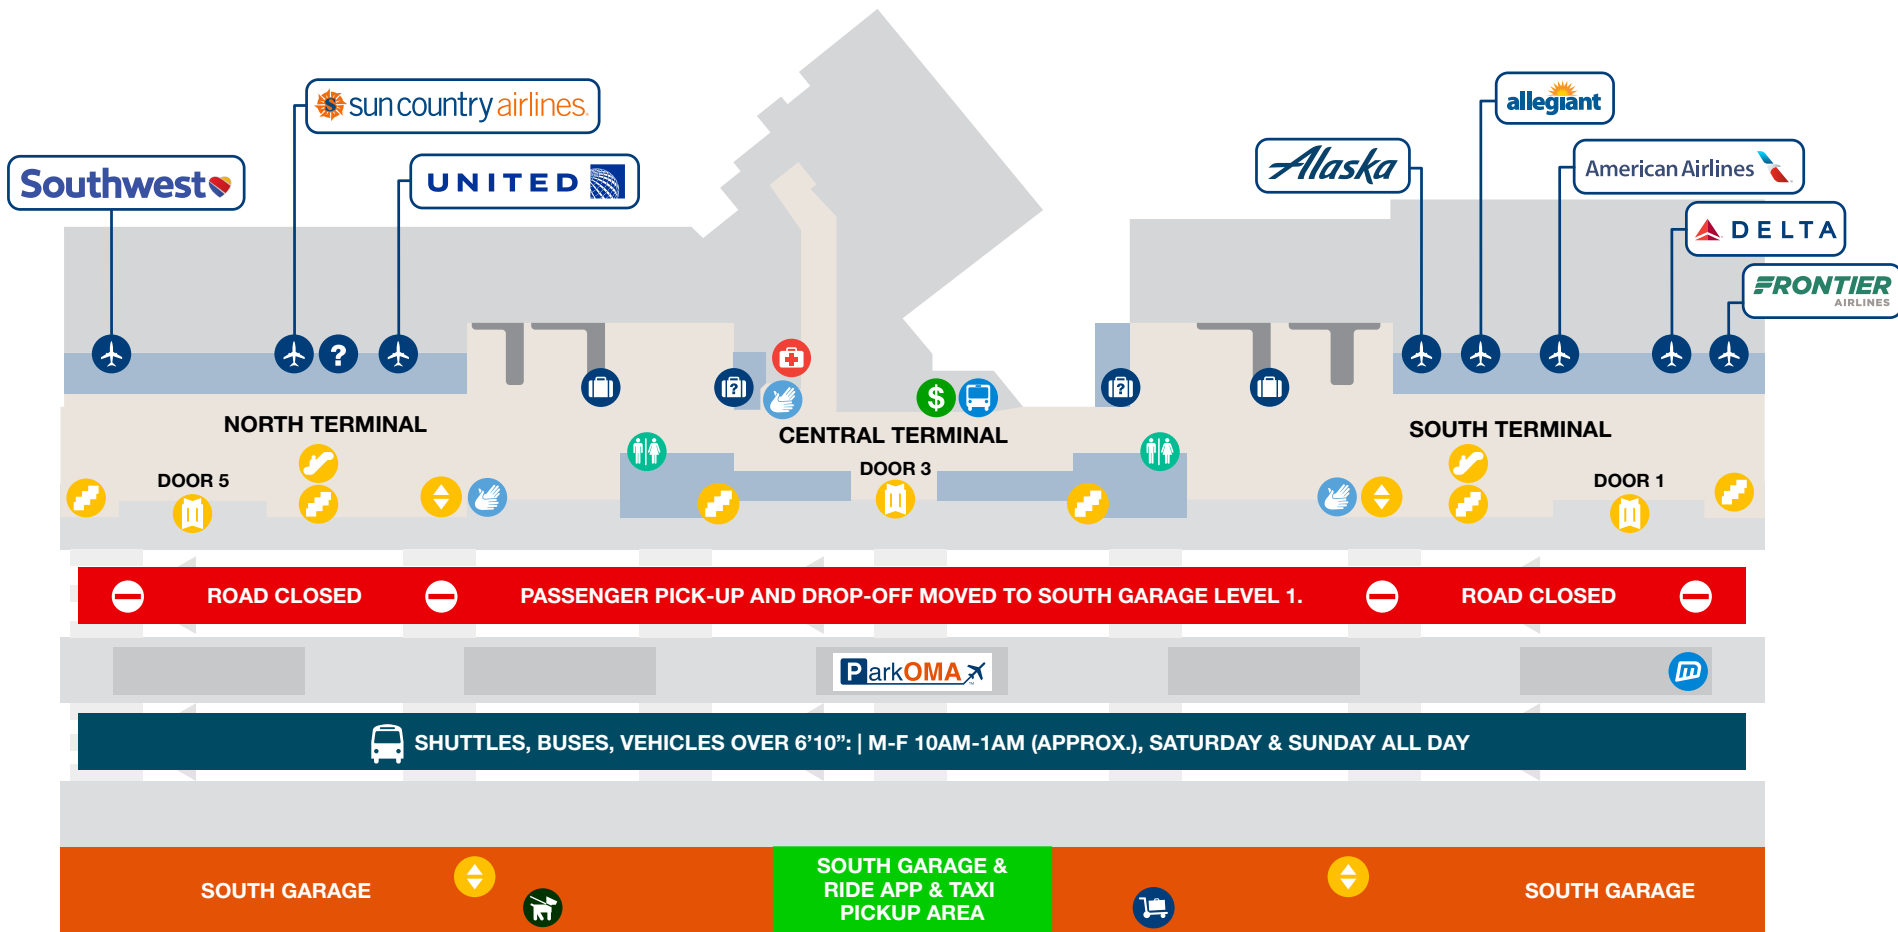 sun country airlines
Southwest
UNITED
allegiant
Alaska
American Airlines
DELTA
FRONTIER
AIRLINES
?
?
?
$
NORTH TERMINAL
CENTRAL TERMINAL
SOUTH TERMINAL
DOOR 5
DOOR 3
DOOR 1
ROAD CLOSED
PASSENGER PICK-UP AND DROP-OFF MOVED TO SOUTH GARAGE LEVEL 1.
ROAD CLOSED
ParkOMA
m
SHUTTLES, BUSES, VEHICLES OVER 6’10”: | M-F 10AM-1AM (APPROX.), SATURDAY & SUNDAY ALL DAY
SOUTH GARAGE
SOUTH GARAGE &
RIDE APP & TAXI
PICKUP AREA
SOUTH GARAGE